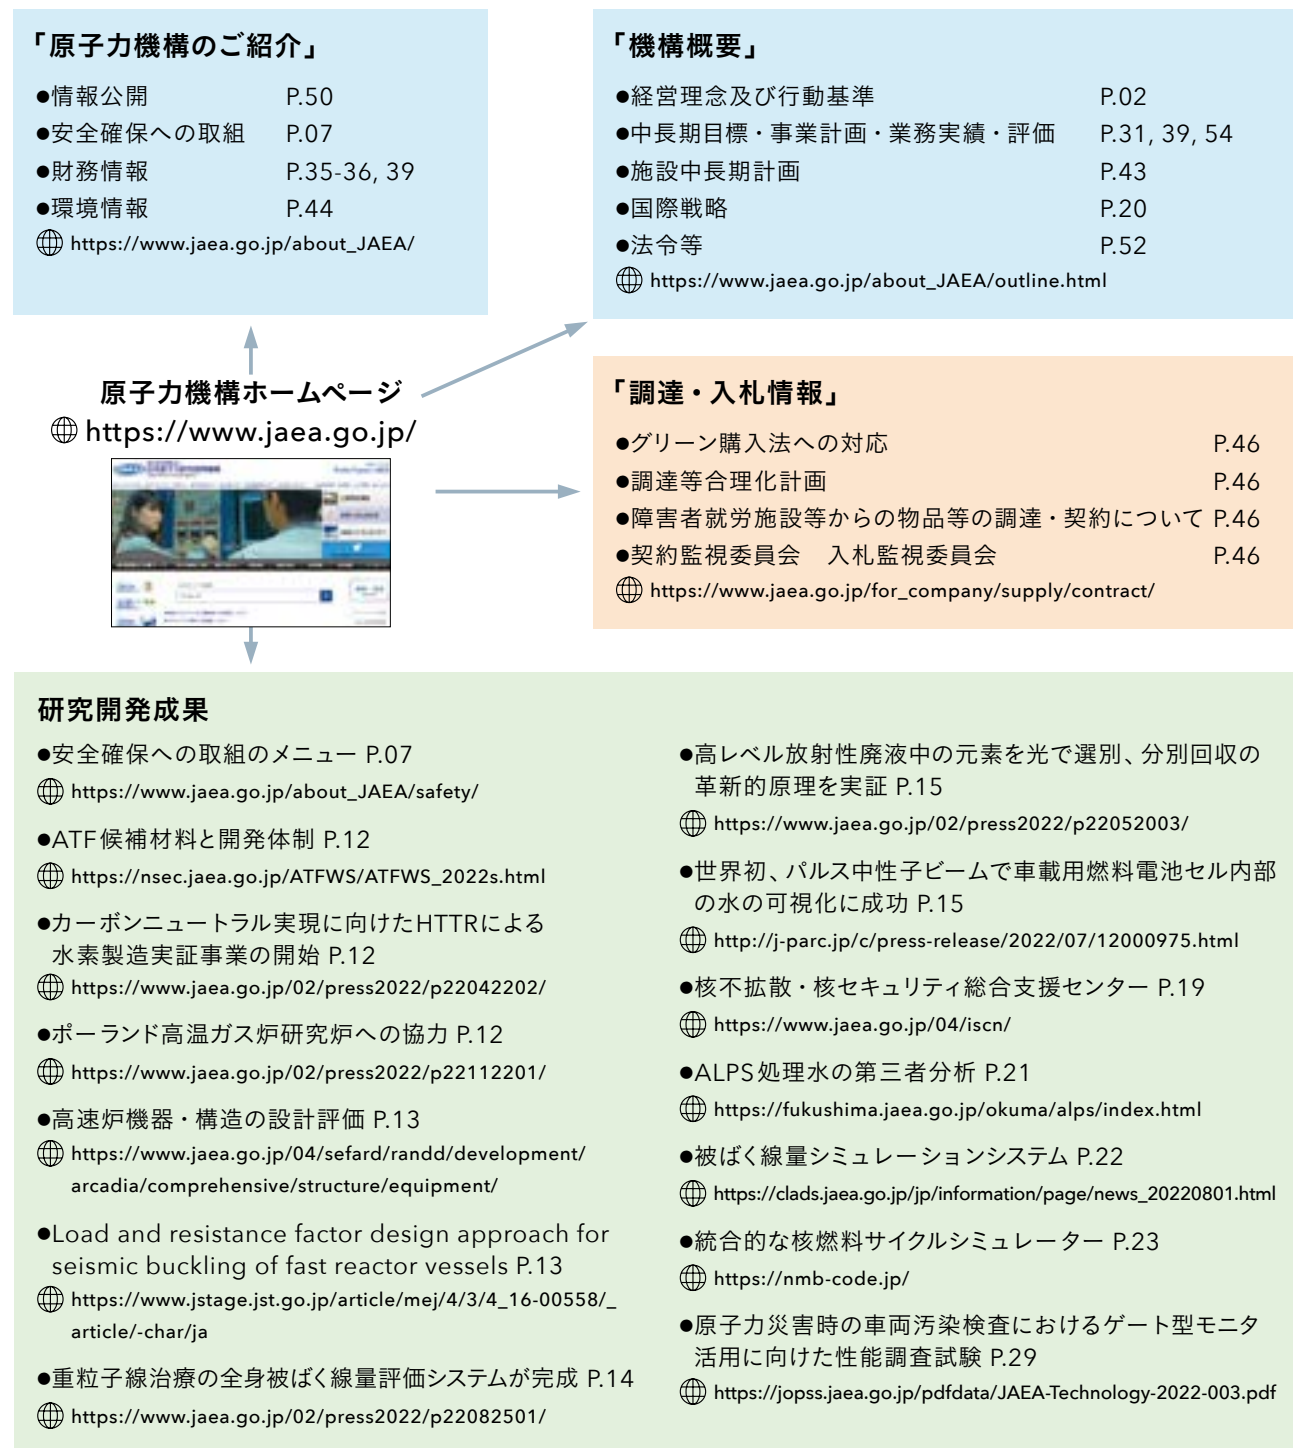 「原子力機構のご紹介」
●情報公開 P.50
●安全確保への取組 P.07
●財務情報 P.35-36, 39
●環境情報 P.44
https://www.jaea.go.jp/about_JAEA/
「機構概要」
●経営理念及び行動基準 P.02
●中長期目標・事業計画・業務実績・評価 P.31, 39, 54
●施設中長期計画 P.43
●国際戦略 P.20
●法令等 P.52
https://www.jaea.go.jp/about_JAEA/outline.html
原子力機構ホームページ
https://www.jaea.go.jp/
「調達・入札情報」
●グリーン購入法への対応 P.46
●調達等合理化計画 P.46
●障害者就労施設等からの物品等の調達・契約について P.46
●契約監視委員会　入札監視委員会 P.46
https://www.jaea.go.jp/for_company/supply/contract/
研究開発成果
●安全確保への取組のメニュー P.07
https://www.jaea.go.jp/about_JAEA/safety/
●ATF候補材料と開発体制 P.12
https://nsec.jaea.go.jp/ATFWS/ATFWS_2022s.html
●カーボンニュートラル実現に向けたHTTRによる
水素製造実証事業の開始 P.12
https://www.jaea.go.jp/02/press2022/p22042202/
●ポーランド高温ガス炉研究炉への協力 P.12
https://www.jaea.go.jp/02/press2022/p22112201/
●高速炉機器・構造の設計評価 P.13
https://www.jaea.go.jp/04/sefard/randd/development/
arcadia/comprehensive/structure/equipment/
●Load and resistance factor design approach for
seismic buckling of fast reactor vessels P.13
https://www.jstage.jst.go.jp/article/mej/4/3/4_16-00558/_
article/-char/ja
●重粒子線治療の全身被ばく線量評価システムが完成 P.14
https://www.jaea.go.jp/02/press2022/p22082501/
●高レベル放射性廃液中の元素を光で選別、分別回収の
革新的原理を実証 P.15
https://www.jaea.go.jp/02/press2022/p22052003/
●世界初、パルス中性子ビームで車載用燃料電池セル内部
の水の可視化に成功 P.15
http://j-parc.jp/c/press-release/2022/07/12000975.html
●核不拡散・核セキュリティ総合支援センター P.19
https://www.jaea.go.jp/04/iscn/
●ALPS処理水の第三者分析 P.21
https://fukushima.jaea.go.jp/okuma/alps/index.html
●被ばく線量シミュレーションシステム P.22
https://clads.jaea.go.jp/jp/information/page/news_20220801.html
●統合的な核燃料サイクルシミュレーター P.23
https://nmb-code.jp/
●原子力災害時の車両汚染検査におけるゲート型モニタ
活用に向けた性能調査試験 P.29
https://jopss.jaea.go.jp/pdfdata/JAEA-Technology-2022-003.pdf